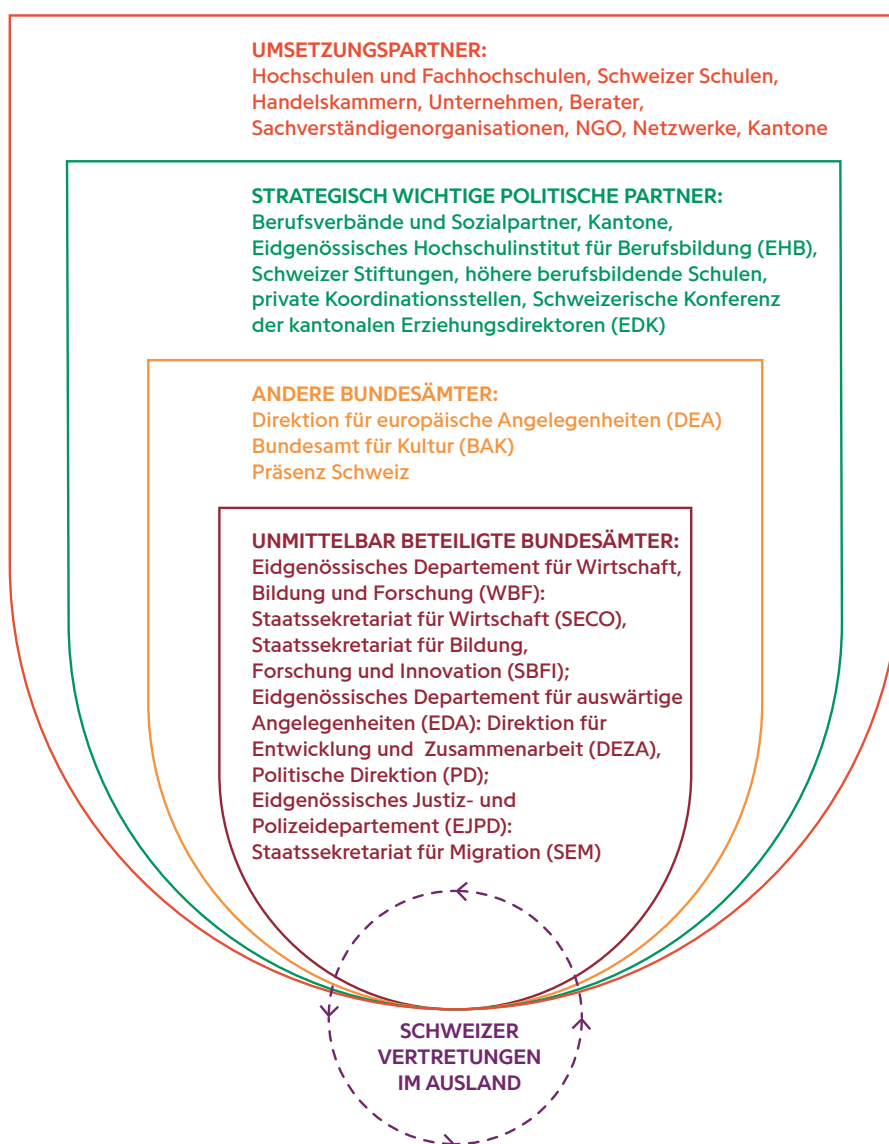 UMSETZUNGSPARTNER:
Hochschulen und Fachhochschulen, Schweizer Schulen,
Handelskammern, Unternehmen, Berater,
Sachverständigenorganisationen, NGO, Netzwerke, Kantone
STRATEGISCH WICHTIGE POLITISCHE PARTNER:
Berufsverbände und Sozialpartner, Kantone,
Eidgenössisches Hochschulinstitut für Berufsbildung (EHB),
Schweizer Stiftungen, höhere berufsbildende Schulen,
private Koordinationsstellen, Schweizerische Konferenz
der kantonalen Erziehungsdirektoren (EDK)
ANDERE BUNDESÄMTER:
Direktion für europäische Angelegenheiten (DEA)
Bundesamt für Kultur (BAK)
Präsenz Schweiz
UNMITTELBAR BETEILIGTE BUNDESÄMTER:
Eidgenössisches Departement für Wirtschaft,
Bildung und Forschung (WBF):
Staatssekretariat für Wirtschaft (SECO),
Staatssekretariat für Bildung,
Forschung und Innovation (SBFI);
Eidgenössisches Departement für auswärtige
Angelegenheiten (EDA): Direktion für
Entwicklung und Zusammenarbeit (DEZA),
Politische Direktion (PD);
Eidgenössisches Justiz- und
Polizeidepartement (EJPD):
Staatssekretariat für Migration (SEM)
SCHWEIZER
VERTRETUNGEN
IM AUSLAND